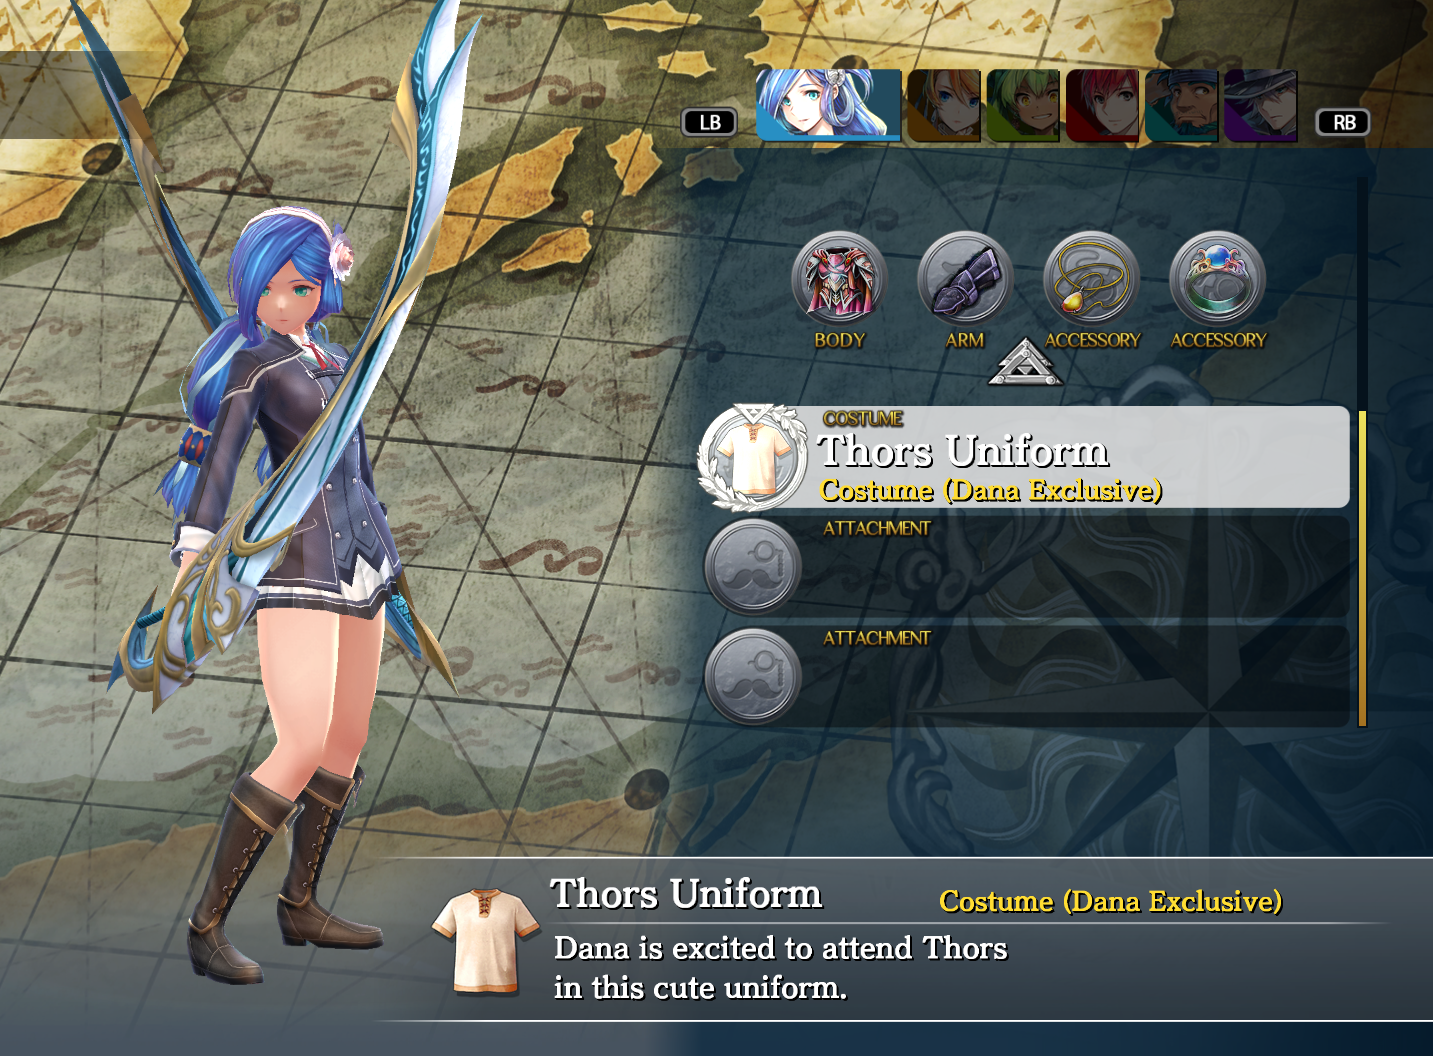 LB
RB
BODY
ARM
ACCESSORY
ACCESSORY
COSTUME
Thors Uniform
Costume (Dana Exclusive)
ATTACHMENT
ATTACHMENT
Thors Uniform
Costume (Dana Exclusive)
Dana is excited to attend Thors
in this cute uniform.